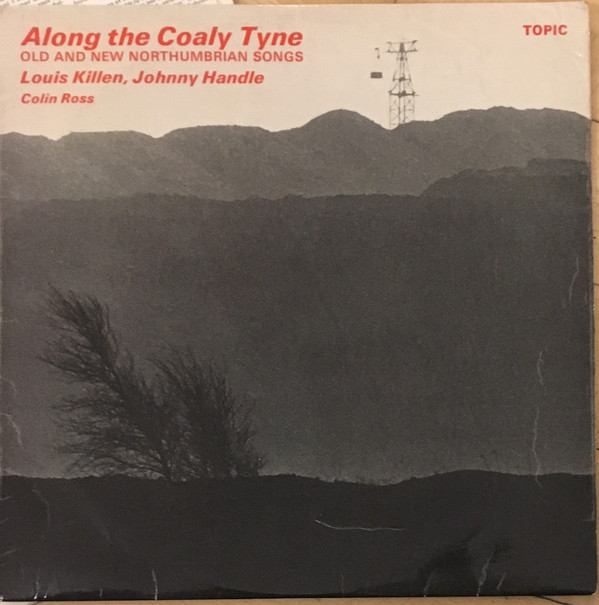 Along the Coaly Tyne
TOPIC
OLD AND NEW NORTHUMBRIAN SONGS
Louis Killen, Johnny Handle
Colin Ross